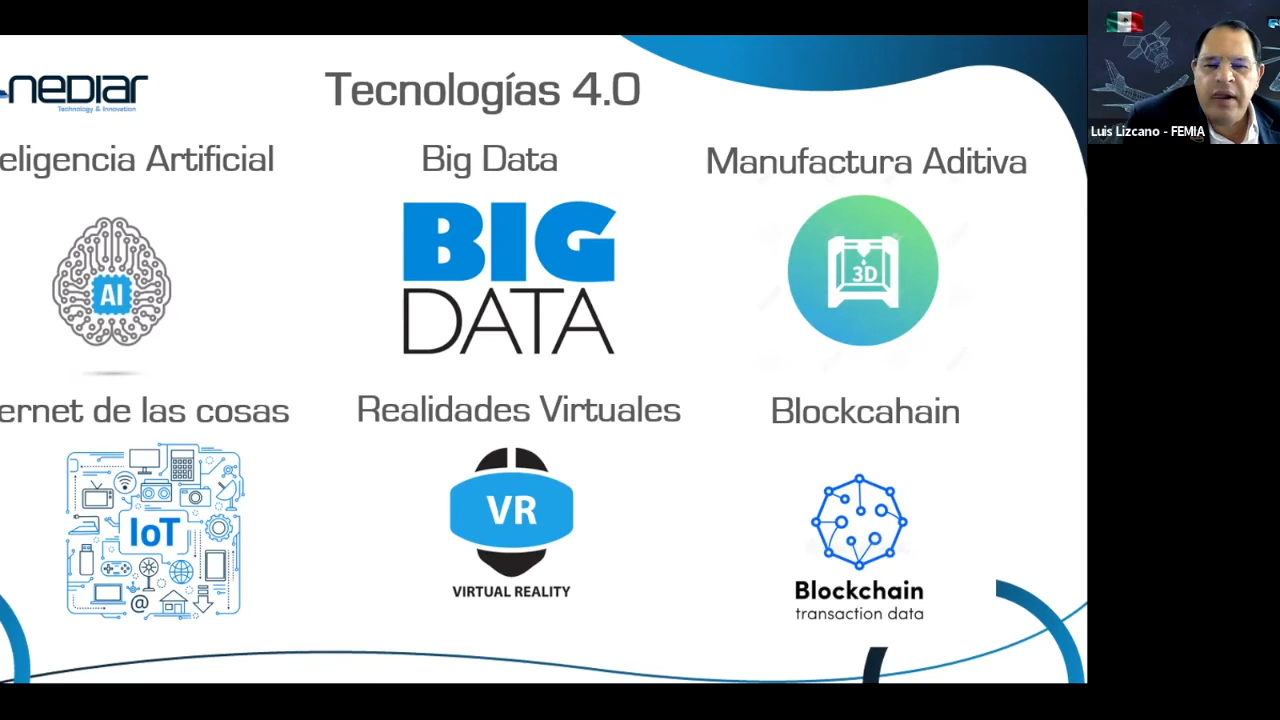 neDiar
Technology & Innovation
Tecnologías 4.0
eligencia Artificial
Big Data
Manufactura Aditiva
AI
BIG
DATA
3D
ernet de las cosas
Realidades Virtuales
Blockcahain
IoT
@
VR
VIRTUAL REALITY
Blockchain
transaction data
Luis Lizcano - FEMIA